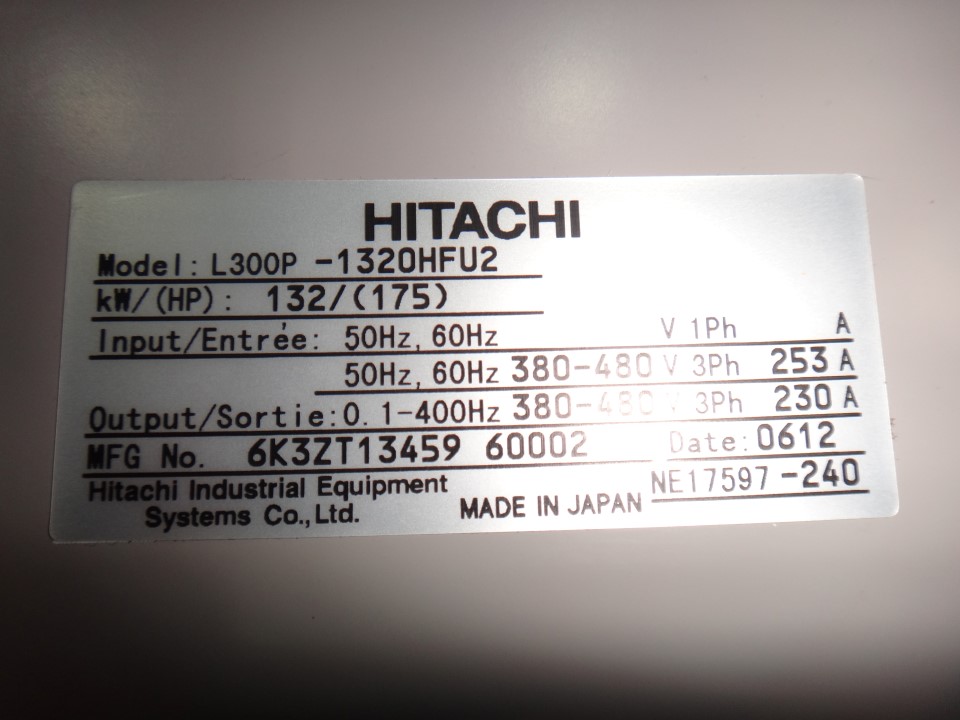 HITACHI
Model: L300P -1320HFU2
kW/(HP): 132/(175)
Input/Entrée: 50Hz, 60Hz V 1Ph A
50Hz, 60Hz 380-480 V 3Ph 253 A
Output/Sortie: 0.1-400Hz 380-480 V 3Ph 230 A
MFG No. 6K3ZT13459 60002 Date: 0612
Hitachi Industrial Equipment
Systems Co., Ltd.
MADE IN JAPAN
NE17597 -240